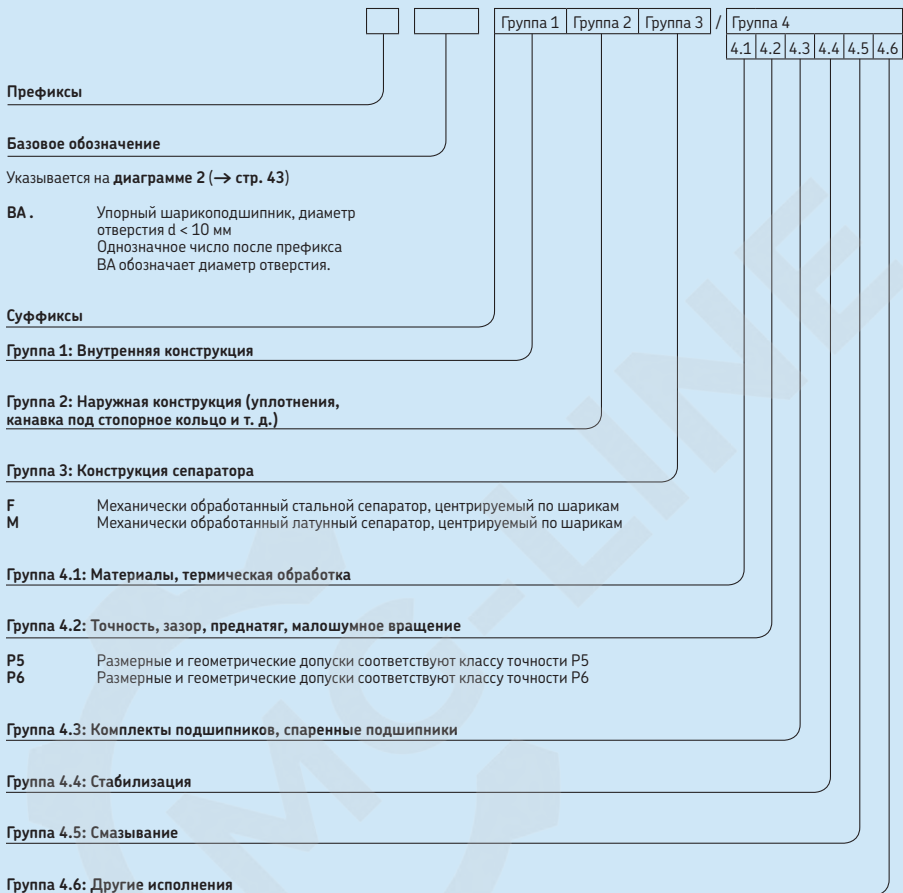 Группа 1 Группа 2 Группа 3 / Группа 4
4.1 4.2 4.3 4.4 4.5 4.6
Префиксы
Базовое обозначение
Указывается на диаграмме 2 (→ стр. 43)
BA . Упорный шарикоподшипник, диаметр
отверстия d < 10 мм
Однозначное число после префикса
BA обозначает диаметр отверстия.
Суффиксы
Группа 1: Внутренняя конструкция
Группа 2: Наружная конструкция (уплотнения,
канавка под стопорное кольцо и т. д.)
Группа 3: Конструкция сепаратора
F Механически обработанный стальной сепаратор, центрируемый по шарикам
M Механически обработанный латунный сепаратор, центрируемый по шарикам
Группа 4.1: Материалы, термическая обработка
Группа 4.2: Точность, зазор, преднатяг, малошумное вращение
P5 Размерные и геометрические допуски соответствуют классу точности P5
P6 Размерные и геометрические допуски соответствуют классу точности P6
Группа 4.3: Комплекты подшипников, спаренные подшипники
Группа 4.4: Стабилизация
Группа 4.5: Смазывание
Группа 4.6: Другие исполнения
MG-LINE